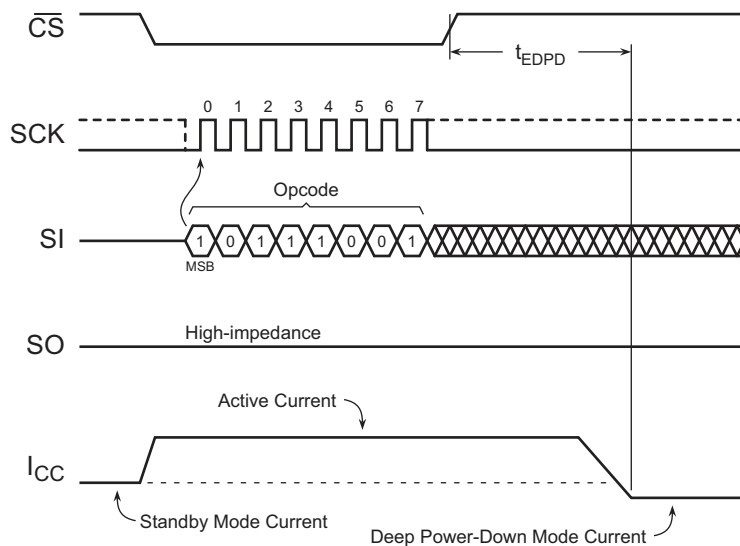 CS
tEDPD
0 1 2 3 4 5 6 7
SCK
Opcode
SI
1 0 1 1 1 0 0 1
MSB
High-impedance
SO
Active Current
ICC
Standby Mode Current
Deep Power-Down Mode Current